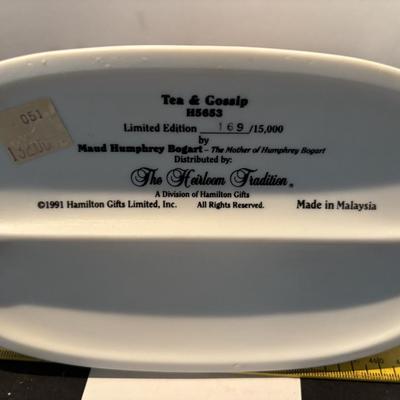 Tea & Gossip
H5653
Limited Edition 169 /15,000
by
Maud Humphrey Bogart – The Mother of Humphrey Bogart
Distributed by:
The Heirloom Tradition®
A Division of Hamilton Gifts
©1991 Hamilton Gifts Limited, Inc. All Rights Reserved. Made in Malaysia
051